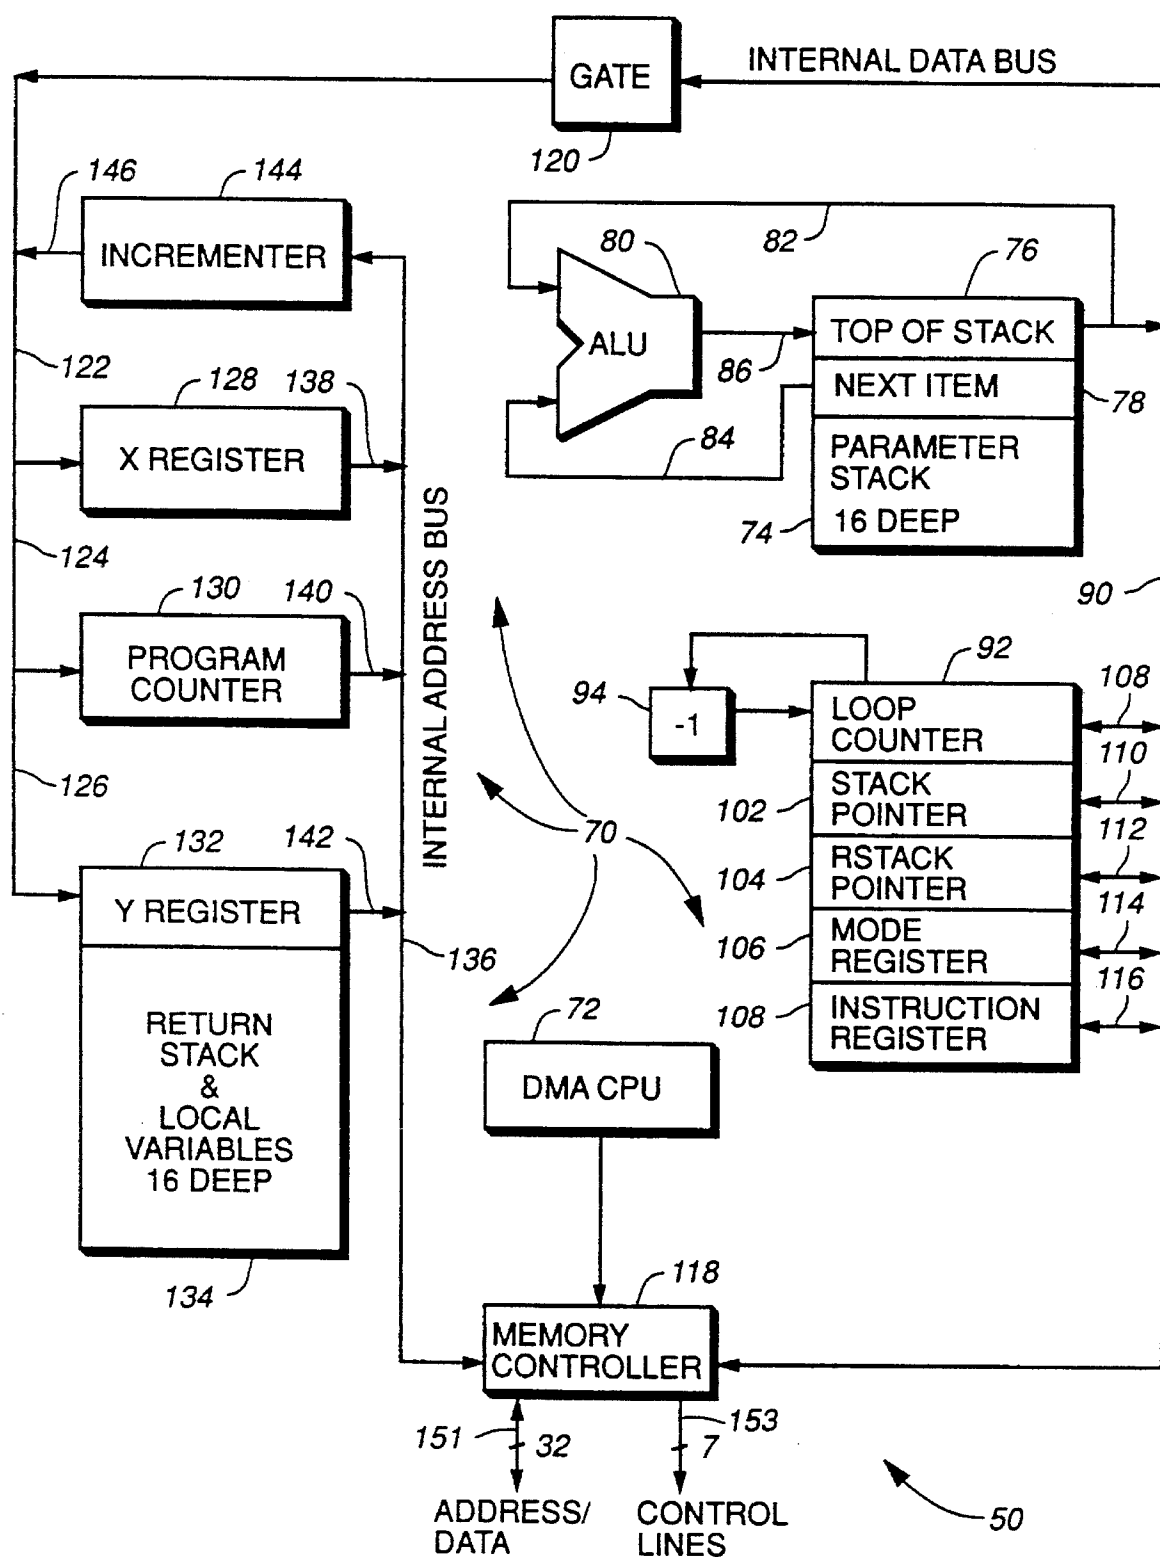 GATE
INTERNAL DATA BUS
120
146
144
INCREMENTER
82
80
76
ALU
TOP OF STACK
86
NEXT ITEM
78
84
PARAMETER
STACK
16 DEEP
74
122
128
138
X REGISTER
124
INTERNAL ADDRESS BUS
90
130
140
PROGRAM
COUNTER
92
94
-1
LOOP
COUNTER
108
126
110
102
STACK
POINTER
70
112
132
142
104
RSTACK
POINTER
114
Y REGISTER
106
MODE
REGISTER
136
116
108
INSTRUCTION
REGISTER
RETURN
STACK
&
LOCAL
VARIABLES
16 DEEP
72
DMA CPU
134
118
MEMORY
CONTROLLER
151
32
153
7
ADDRESS/
DATA
CONTROL
LINES
50